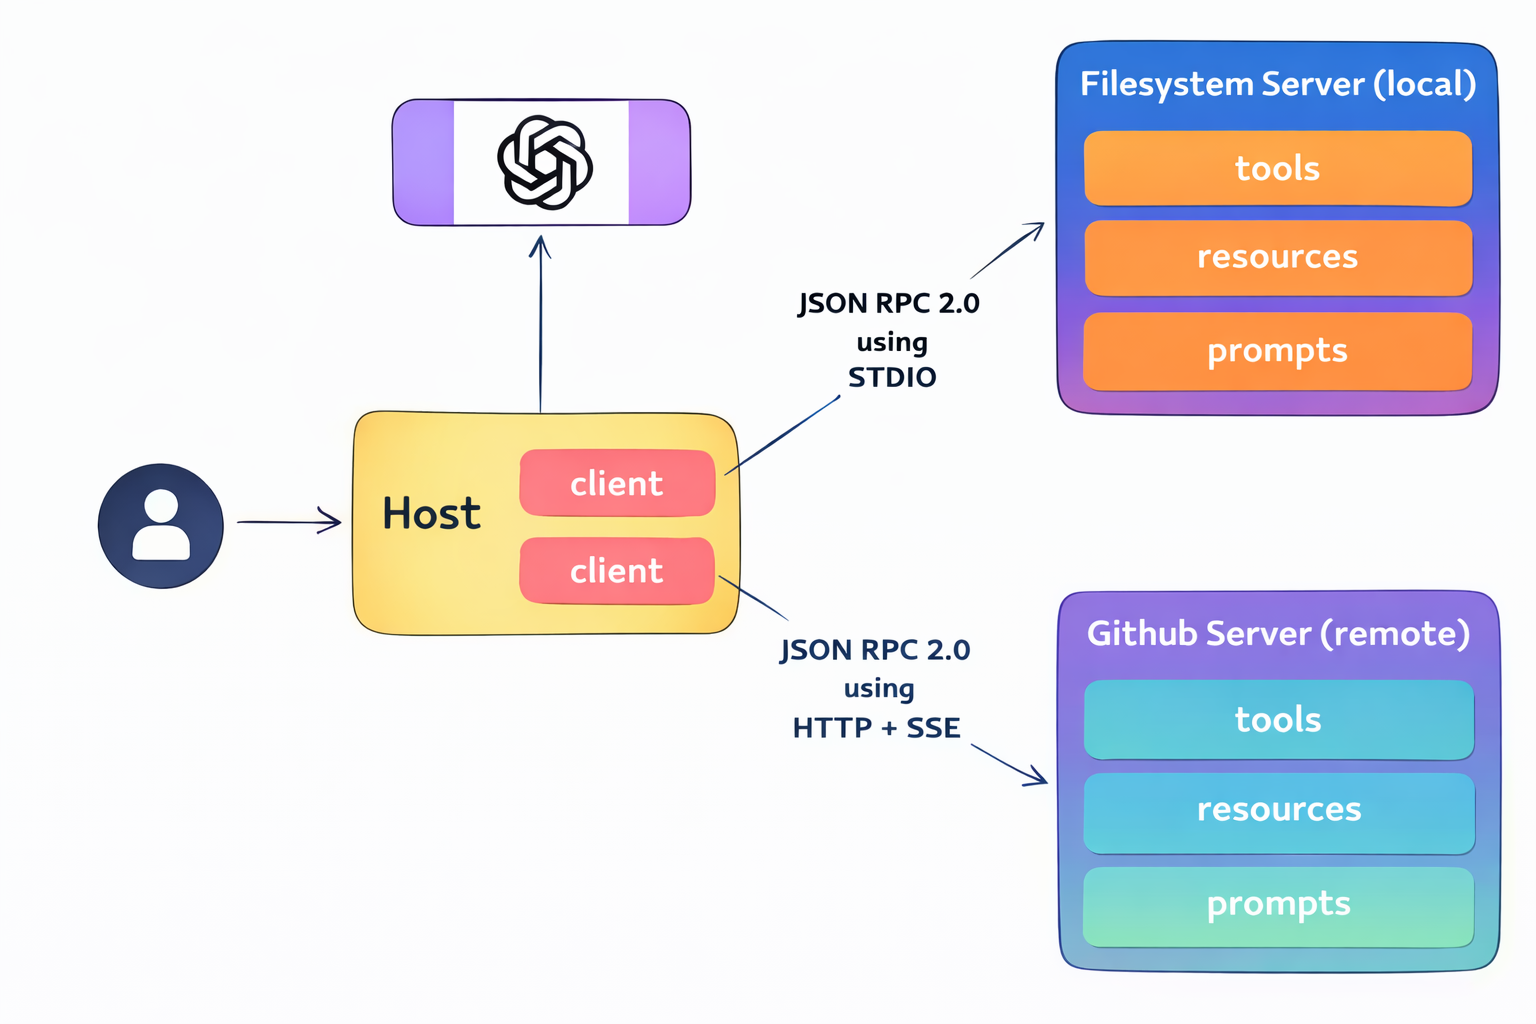 Filesystem Server (local)
tools
resources
prompts
JSON RPC 2.0
using
STDIO
Host
client
client
JSON RPC 2.0
using
HTTP + SSE
Github Server (remote)
tools
resources
prompts